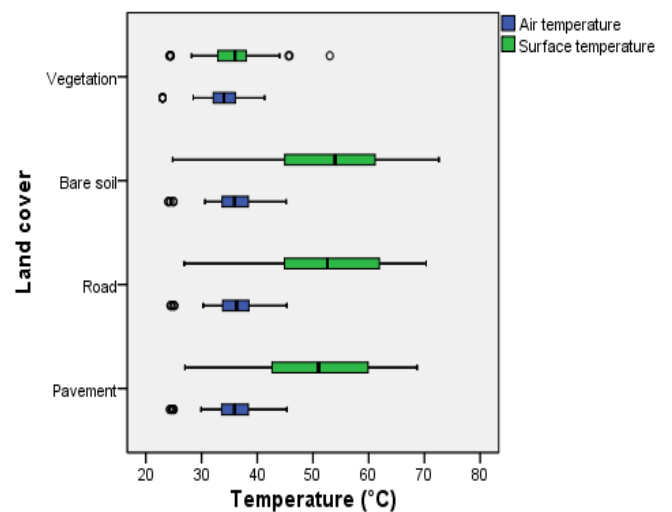 Air temperature
Surface temperature
Land cover
Vegetation
Bare soil
Road
Pavement
20 30 40 50 60 70 80
Temperature (°C)